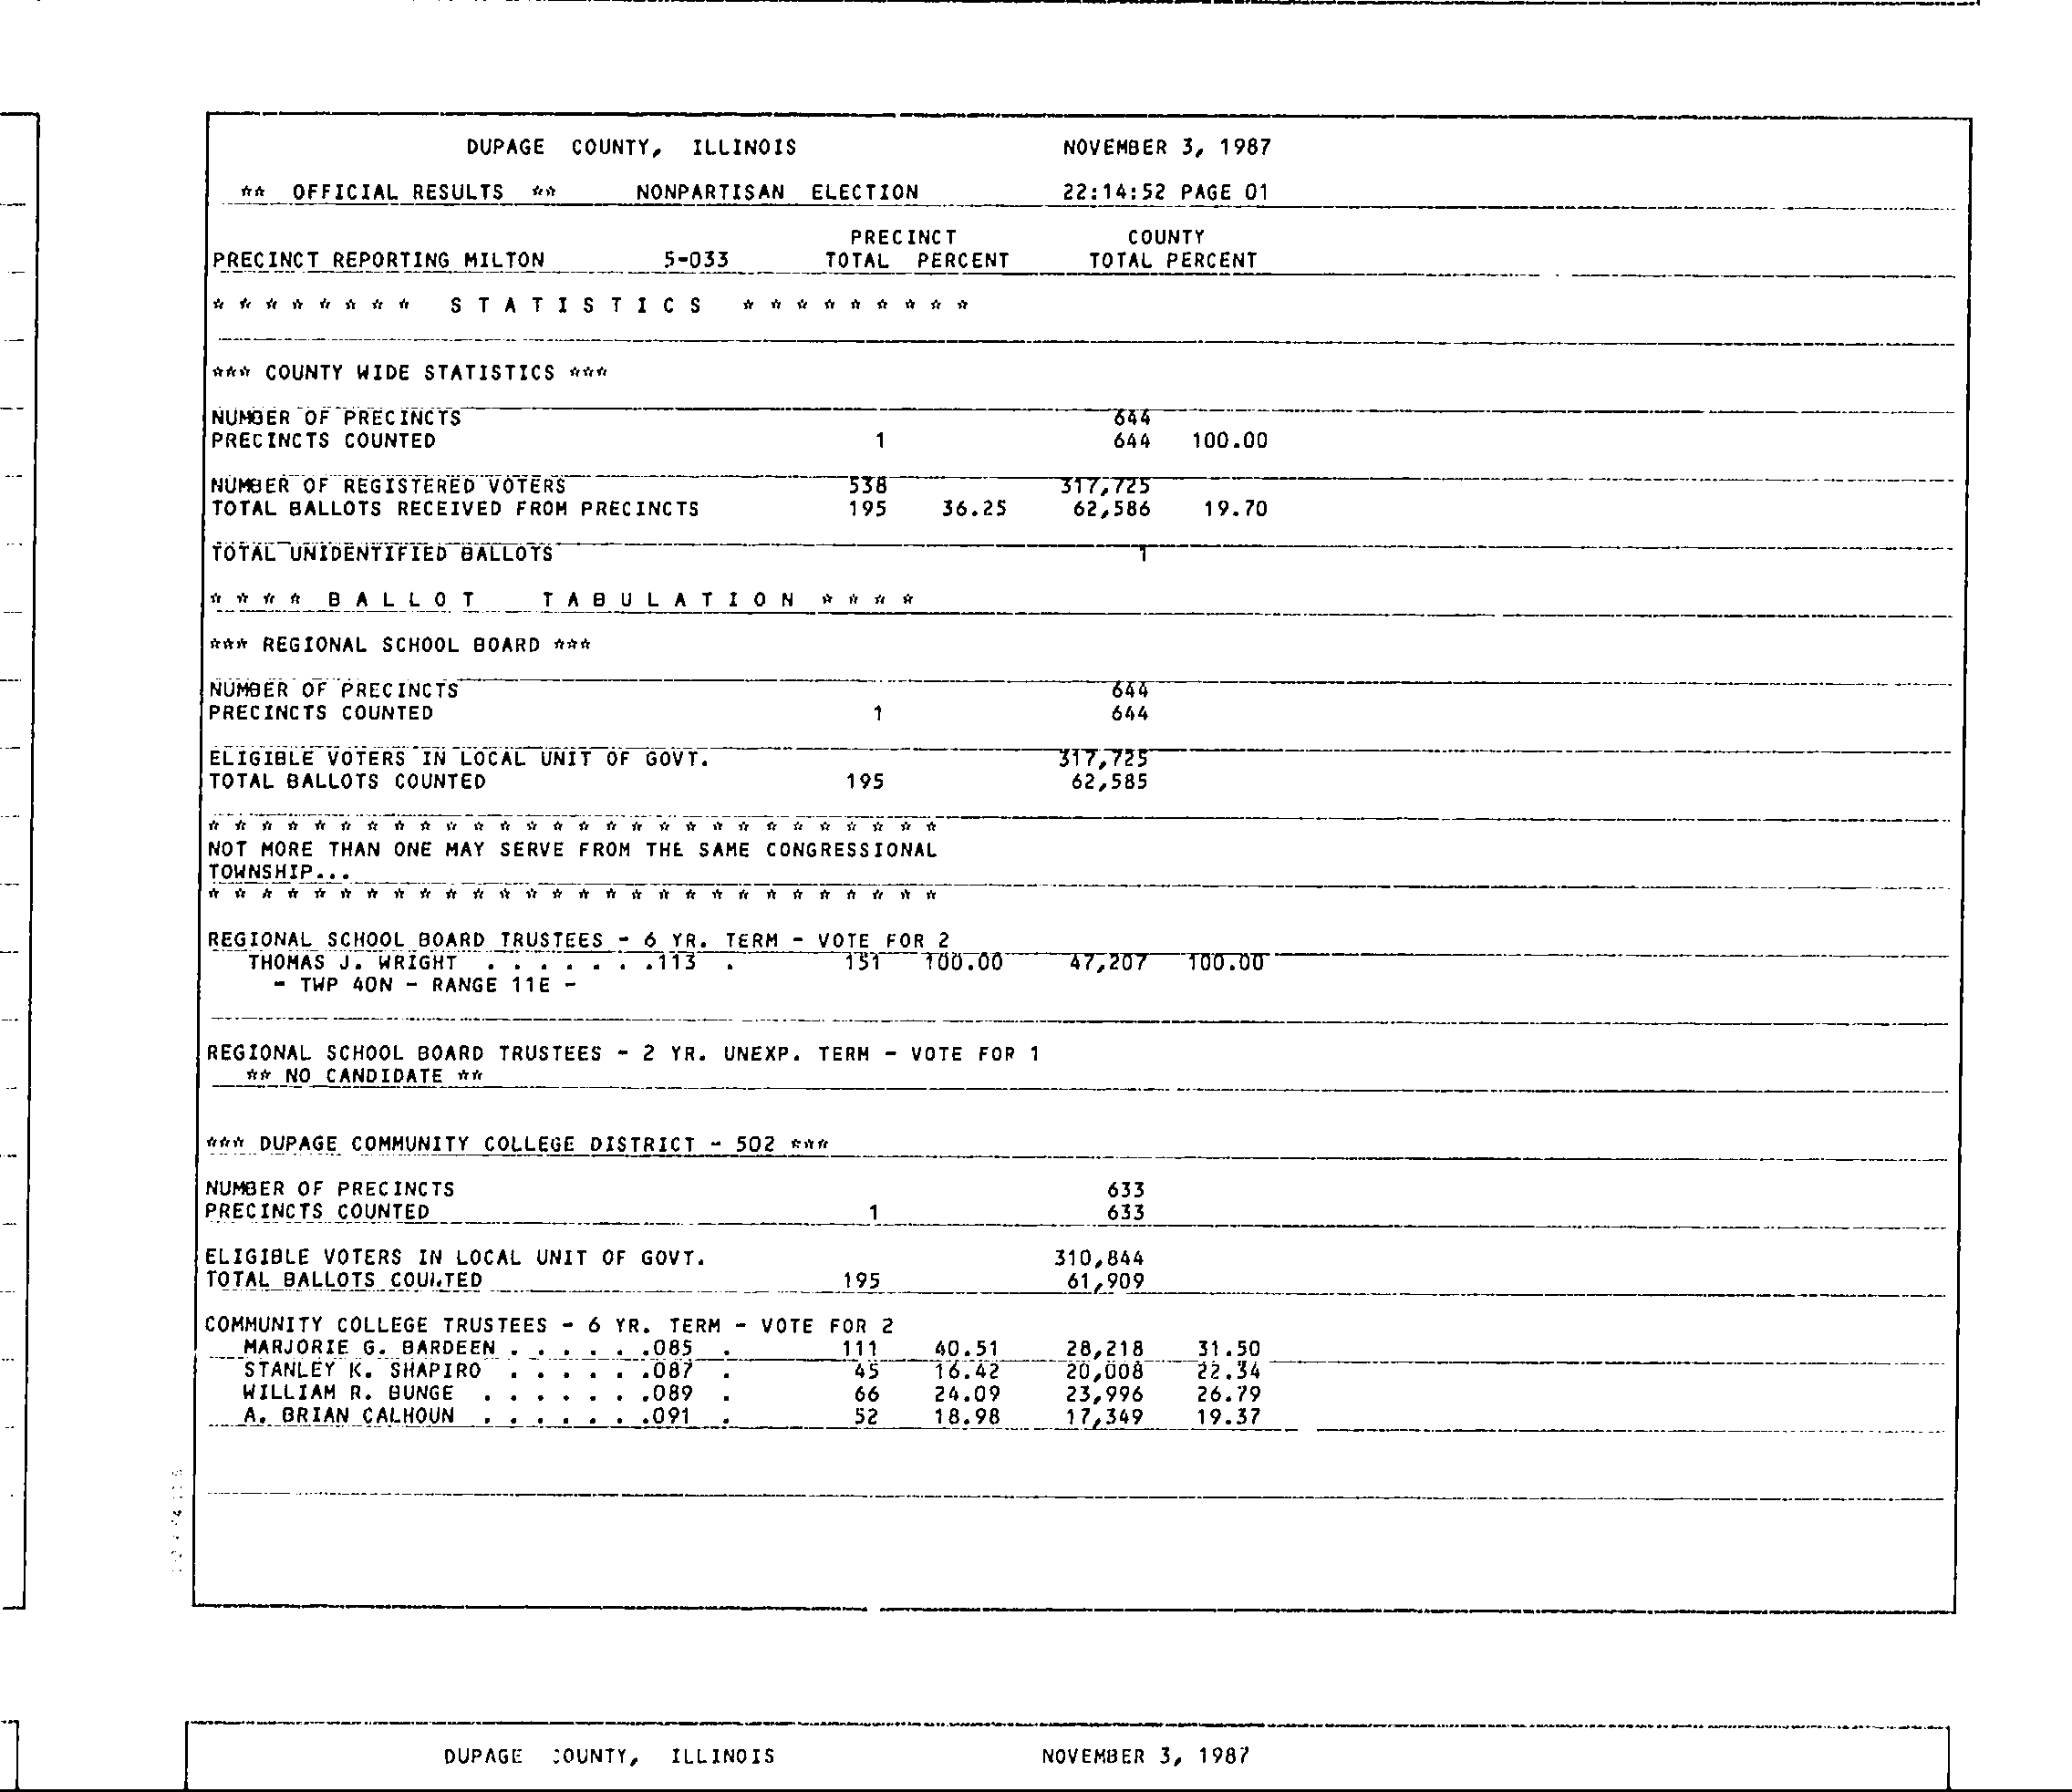 DUPAGE COUNTY, ILLINOIS NOVEMBER 3, 1987
** OFFICIAL RESULTS ** NONPARTISAN ELECTION 22:14:52 PAGE 01
PRECINCT COUNTY
PRECINCT REPORTING MILTON 5-033 TOTAL PERCENT TOTAL PERCENT
* * * * * * * * S T A T I S T I C S * * * * * * * * *
*** COUNTY WIDE STATISTICS ***
NUMBER OF PRECINCTS 644
PRECINCTS COUNTED 1 644 100.00
NUMBER OF REGISTERED VOTERS 538 317,725
TOTAL BALLOTS RECEIVED FROM PRECINCTS 195 36.25 62,586 19.70
TOTAL UNIDENTIFIED BALLOTS 1
* * * * B A L L O T T A B U L A T I O N * * * *
*** REGIONAL SCHOOL BOARD ***
NUMBER OF PRECINCTS 644
PRECINCTS COUNTED 1 644
ELIGIBLE VOTERS IN LOCAL UNIT OF GOVT. 317,725
TOTAL BALLOTS COUNTED 195 62,585
* * * * * * * * * * * * * * * * * * * * * * * * * * * *
NOT MORE THAN ONE MAY SERVE FROM THE SAME CONGRESSIONAL
TOWNSHIP...
* * * * * * * * * * * * * * * * * * * * * * * * * * * *
REGIONAL SCHOOL BOARD TRUSTEES - 6 YR. TERM - VOTE FOR 2
THOMAS J. WRIGHT . . . . . . .113 . 151 100.00 47,207 100.00
- TWP 40N - RANGE 11E -
REGIONAL SCHOOL BOARD TRUSTEES - 2 YR. UNEXP. TERM - VOTE FOR 1
** NO CANDIDATE **
*** DUPAGE COMMUNITY COLLEGE DISTRICT - 502 ***
NUMBER OF PRECINCTS 633
PRECINCTS COUNTED 1 633
ELIGIBLE VOTERS IN LOCAL UNIT OF GOVT. 310,844
TOTAL BALLOTS COUNTED 195 61,909
COMMUNITY COLLEGE TRUSTEES - 6 YR. TERM - VOTE FOR 2
MARJORIE G. BARDEEN . . . . . .085 . 111 40.51 28,218 31.50
STANLEY K. SHAPIRO . . . . . .087 . 45 16.42 20,008 22.34
WILLIAM R. BUNGE . . . . . . .089 . 66 24.09 23,996 26.79
A. BRIAN CALHOUN . . . . . . .091 . 52 18.98 17,349 19.37
DUPAGE COUNTY, ILLINOIS NOVEMBER 3, 1987